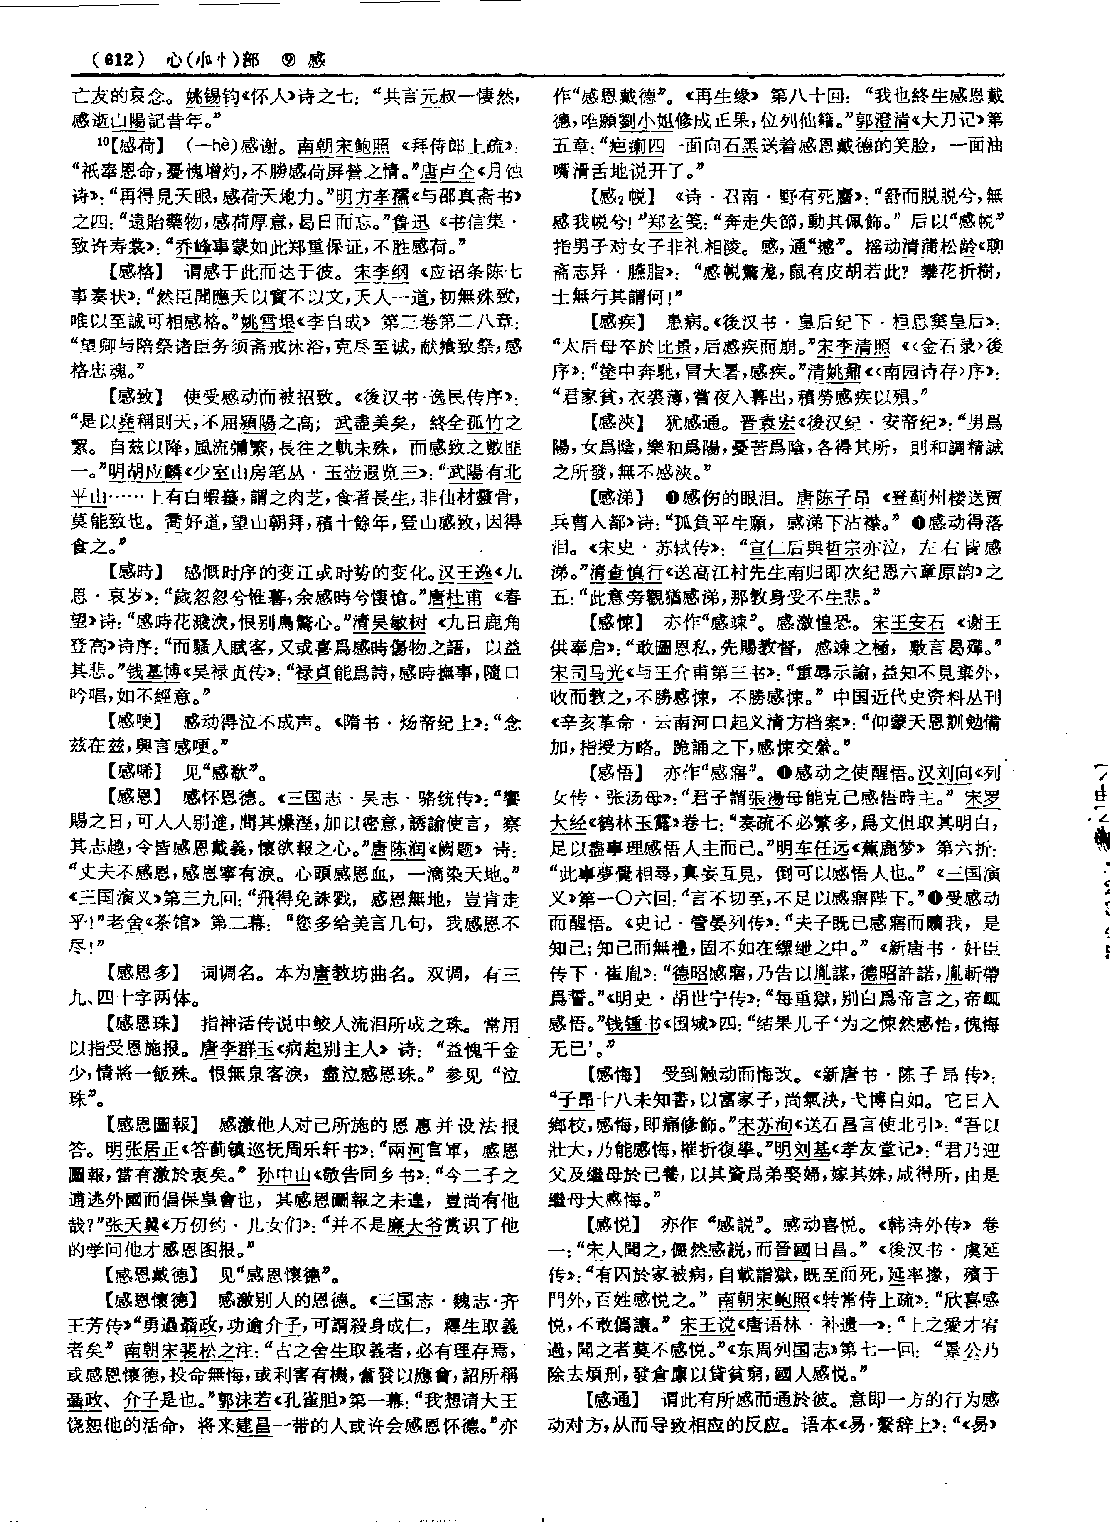 (612) 心(⺗忄)部 ⑨ 感
亡友的哀念。姚锡钧《怀人》诗之七:“共言元叔一悽然,
感逝山陽記昔年。”
10【感荷】 (—hè)感谢。南朝宋鲍照《拜侍郎上疏》:
“祇奉恩命,憂愧增灼,不勝感荷屏營之情。”唐卢仝《月蚀
诗》:“再得見天眼,感荷天地力。”明方孝孺《与邵真斋书》
之四:“遠貽藥物,感荷厚意,曷日而忘。”鲁迅《书信集·
致许寿裳》:“乔峰事蒙如此郑重保证,不胜感荷。”
【感格】 谓感于此而达于彼。宋李纲《应诏条陈七
事奏状》:“然臣聞應天以實不以文,天人一道,初無殊致,
唯以至誠可相感格。”姚雪垠《李自成》第二卷第二八章:
“望卿与陪祭诸臣务须斋戒沐浴,克尽至诚,献飨致祭,感
格忠魂。”
【感致】 使受感动而被招致。《後汉书·逸民传序》:
“是以堯稱則天,不屈潁陽之高;武盡美矣,終全孤竹之
絜。自兹以降,風流彌繁,長往之軌未殊,而感致之數匪
一。”明胡应麟《少室山房笔丛·玉壶遐览三》:“武陽有北
平山……上有白蝦蟇,謂之肉芝,食者長生,非仙材靈骨,
莫能致也。喬好道,望山朝拜,積十餘年,登山感致,因得
食之。”
【感時】 感慨时序的变迁或时势的变化。汉王逸《九
思·哀岁》:“歲忽忽兮惟暮,余感時兮悽愴。”唐杜甫《春
望》诗:“感時花濺淚,恨别鳥驚心。”清吴敏树《九日鹿角
登高》诗序:“而騷人賦客,又或喜爲感時傷物之語,以益
其悲。”钱基博《吴禄贞传》:“禄貞能爲詩,感時撫事,隨口
吟唱,如不經意。”
【感哽】 感动得泣不成声。《隋书·炀帝纪上》:“念
兹在兹,興言感哽。”
【感唏】 见“感欷”。
【感恩】 感怀恩德。《三国志·吴志·骆统传》:“饗
賜之日,可人人别進,問其燥溼,加以密意,誘諭使言,察
其志趣,令皆感恩戴義,懷欲報之心。”唐陈润《阙题》诗:
“丈夫不感恩,感恩寧有淚。心頭感恩血,一滴染天地。”
《三国演义》第三九回:“飛得免誅戮,感恩無地,豈肯走
乎!”老舍《茶馆》第二幕:“您多给美言几句,我感恩不
尽!”
【感恩多】 词调名。本为唐教坊曲名。双调,有三
九、四十字两体。
【感恩珠】 指神话传说中鲛人流泪所成之珠。常用
以指受恩施报。唐李群玉《病起别主人》诗:“益愧千金
少,情將一飯殊。恨無泉客淚,盡泣感恩珠。”参见“泣
珠”。
【感恩圖報】 感激他人对己所施的恩惠并设法报
答。明张居正《答蓟镇巡抚周乐轩书》:“兩河官軍,感恩
圖報,當有激於衷矣。”孙中山《敬告同乡书》:“今二子之
逋逃外國而倡保皇會也,其感恩圖報之未遑,豈尚有他
哉?”张天翼《万仞约·儿女们》:“并不是廉大爷赏识了他
的学问他才感恩图报。”
【感恩戴德】 见“感恩懷德”。
【感恩懷德】 感激别人的恩德。《三国志·魏志·齐
王芳传》“勇過聶政,功逾介子,可謂殺身成仁,釋生取義
者矣”南朝宋裴松之注:“古之舍生取義者,必有理存焉,
或感恩懷德,投命無悔,或利害有機,奮發以應會,詔所稱
聶政、介子是也。”郭沫若《孔雀胆》第一幕:“我想请大王
饶恕他的活命,将来建昌一带的人或许会感恩怀德。”亦
作“感恩戴德”。《再生缘》第八十回:“我也終生感恩戴
德,唯願劉小姐修成正果,位列仙籍。”郭澄清《大刀记》第
五章:“疤瘌四一面向石黑送着感恩戴德的笑脸,一面油
嘴滑舌地说开了。”
【感2帨】 《诗·召南·野有死麕》:“舒而脱脱兮,無
感我帨兮!”郑玄笺:“奔走失節,動其佩飾。”后以“感帨”
指男子对女子非礼相陵。感,通“撼”。摇动清蒲松龄《聊
斋志异·臙脂》:“感帨驚尨,鼠有皮胡若此?攀花折樹,
士無行其謂何!”
【感疾】 患病。《後汉书·皇后纪下·桓思窦皇后》:
“太后母卒於比景,后感疾而崩。”宋李清照《〈金石录〉後
序》:“塗中奔馳,冒大暑,感疾。”清姚鼐《〈南园诗存〉序》:
“君家貧,衣裘薄,嘗夜入暮出,積勞感疾以殞。”
【感浹】 犹感通。晋袁宏《後汉纪·安帝纪》:“男爲
陽,女爲陰,樂和爲陽,憂苦爲陰,各得其所,則和調精誠
之所發,無不感浹。”
【感涕】 ❶感伤的眼泪。唐陈子昂《登蓟州楼送贾
兵曹入都》诗:“孤負平生願,感涕下沾襟。”❷感动得落
泪。《宋史·苏轼传》:“宣仁后與哲宗亦泣,左右皆感
涕。”清查慎行《送高江村先生南归即次纪恩六章原韵》之
五:“此意旁觀猶感涕,那教身受不生悲。”
【感悚】 亦作“感竦”。感激惶恐。宋王安石《谢王
供奉启》:“敢圖恩私,先賜教督,感竦之極,敷言曷殫。”
宋司马光《与王介甫第三书》:“重辱示諭,益知不見棄外,
收而教之,不勝感悚,不勝感悚。”中国近代史资料丛刊
《辛亥革命·云南河口起义清方档案》:“仰蒙天恩訓勉備
加,指授方略。跪誦之下,感悚交縈。”
【感悟】 亦作“感寤”。❶感动之使醒悟。汉刘向《列
女传·张汤母》:“君子謂張湯母能克己感悟時主。”宋罗
大经《鹤林玉露》卷七:“奏疏不必繁多,爲文但取其明白,
足以盡事理感悟人主而已。”明车任远《蕉鹿梦》第六折:
“此事夢覺相尋,真妄互見,倒可以感悟人也。”《三国演
义》第一〇六回:“言不切至,不足以感寤陛下。”❷受感动
而醒悟。《史记·管晏列传》:“夫子既已感寤而贖我,是
知己;知己而無禮,固不如在縲紲之中。”《新唐书·奸臣
传下·崔胤》:“德昭感寤,乃告以胤謀,德昭許諾,胤斬帶
爲誓。”《明史·胡世宁传》:“每重獄,别白爲帝言之,帝輒
感悟。”钱锺书《围城》四:“结果儿子‘为之悚然感悟,愧悔
无已’。”
【感悔】 受到触动而悔改。《新唐书·陈子昂传》:
“子昂十八未知書,以富家子,尚氣決,弋博自如。它日入
鄉校,感悔,即痛修飾。”宋苏洵《送石昌言使北引》:“吾以
壯大,乃能感悔,摧折復學。”明刘基《孝友堂记》:“君乃迎
父及繼母於己養,以其資爲弟娶婦,嫁其妹,咸得所,由是
繼母大感悔。”
【感悦】 亦作“感説”。感动喜悦。《韩诗外传》卷
一:“宋人聞之,儼然感説,而晉國日昌。”《後汉书·虞延
传》:“有囚於家被病,自載詣獄,既至而死,延率掾,殯于
門外,百姓感悦之。”南朝宋鲍照《转常侍上疏》:“欣喜感
悦,不敢僞讓。”宋王谠《唐语林·补遗一》:“上之愛才宥
過,聞之者莫不感悦。”《东周列国志》第七一回:“景公乃
除去煩刑,發倉廩以貸貧窮,國人感悦。”
【感通】 谓此有所感而通於彼。意即一方的行为感
动对方,从而导致相应的反应。语本《易·繫辞上》:“《易》